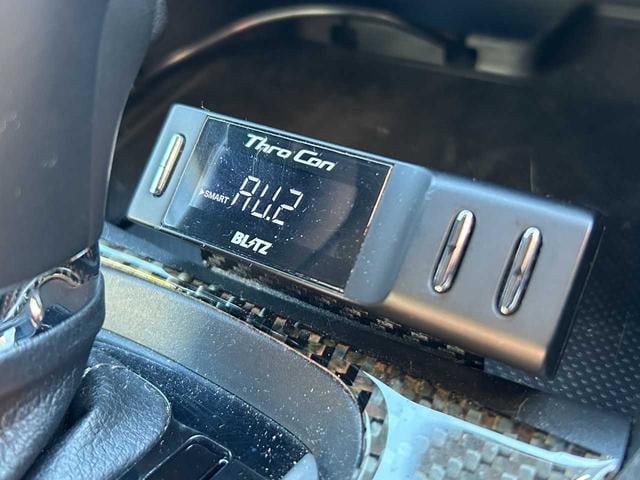 Thro Con
▶SMART AU.2
BLITZ